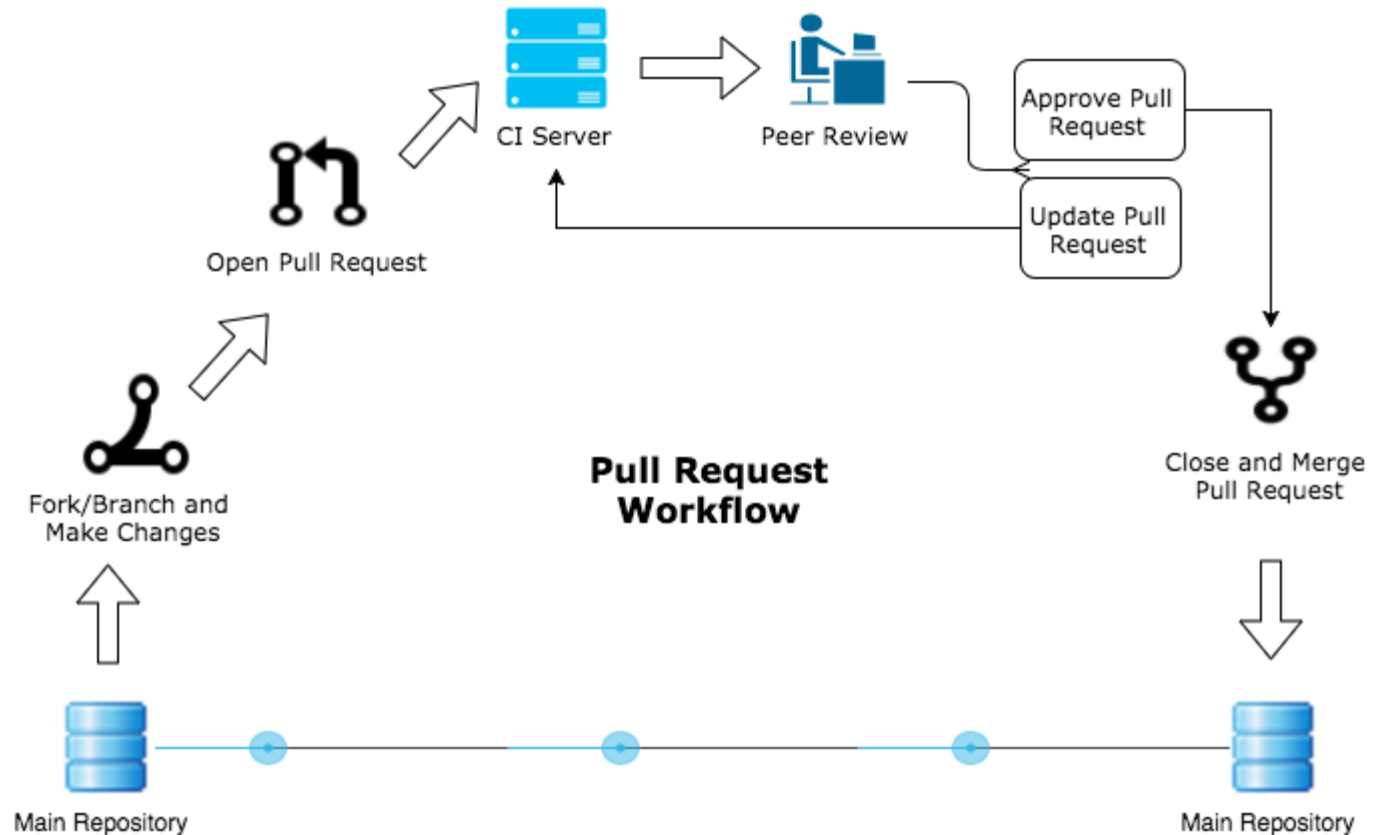 CI Server
Peer Review
Approve Pull
Request
Update Pull
Request
Open Pull Request
Fork/Branch and
Make Changes
Pull Request
Workflow
Close and Merge
Pull Request
Main Repository
Main Repository